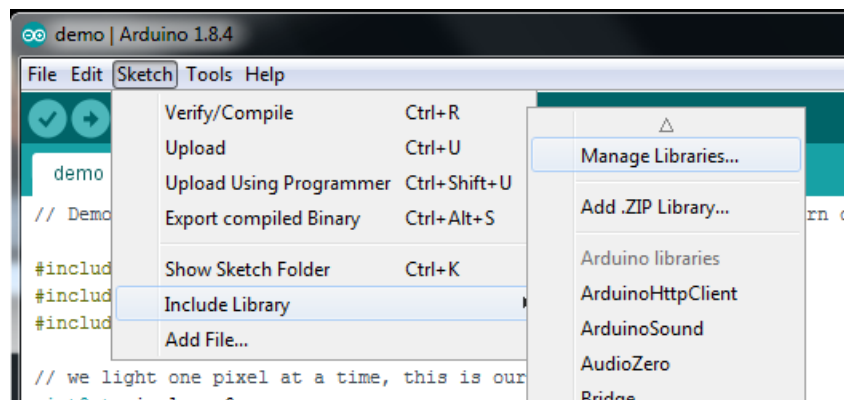 demo | Arduino 1.8.4
File Edit Sketch Tools Help
Verify/Compile Ctrl+R
Upload Ctrl+U
Upload Using Programmer Ctrl+Shift+U
Export compiled Binary Ctrl+Alt+S
Show Sketch Folder Ctrl+K
Include Library
Add File...
Manage Libraries...
Add .ZIP Library...
Arduino libraries
ArduinoHttpClient
ArduinoSound
AudioZero
Bridge
demo
// Demo
#includ
#includ
#includ
// we light one pixel at a time, this is our